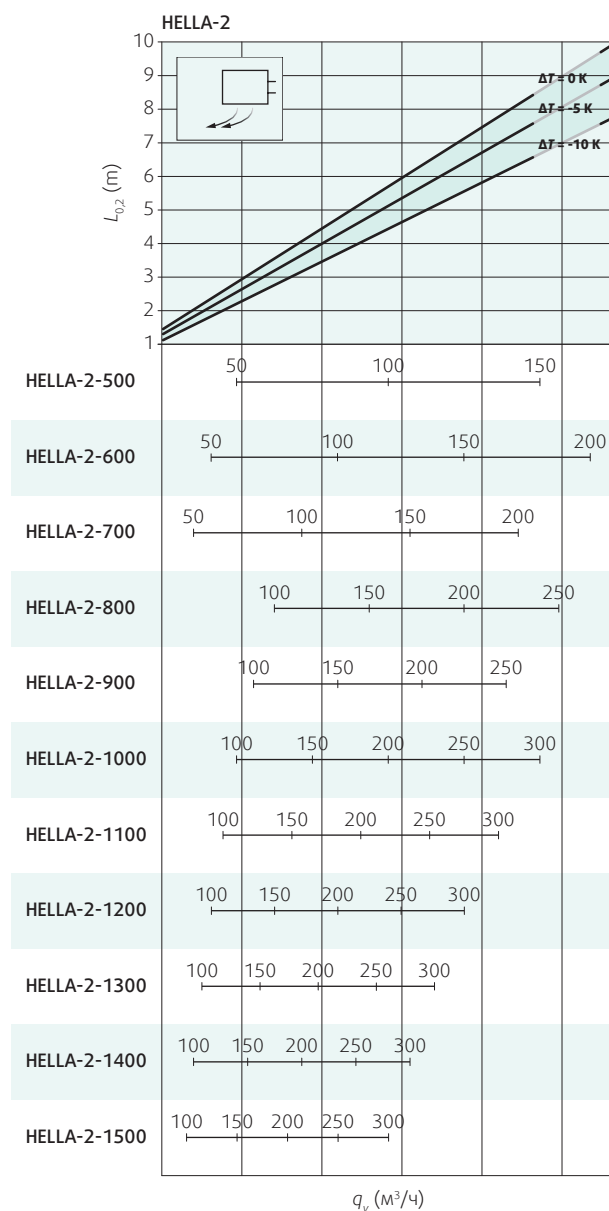 HELLA-2
10
9
8
7
6
5
4
3
2
1
L0,2 (m)
ΔT = 0 K
ΔT = -5 K
ΔT = -10 K
HELLA-2-500 50 100 150
HELLA-2-600 50 100 150 200
HELLA-2-700 50 100 150 200
HELLA-2-800 100 150 200 250
HELLA-2-900 100 150 200 250
HELLA-2-1000 100 150 200 250 300
HELLA-2-1100 100 150 200 250 300
HELLA-2-1200 100 150 200 250 300
HELLA-2-1300 100 150 200 250 300
HELLA-2-1400 100 150 200 250 300
HELLA-2-1500 100 150 200 250 300
qv (м³/ч)